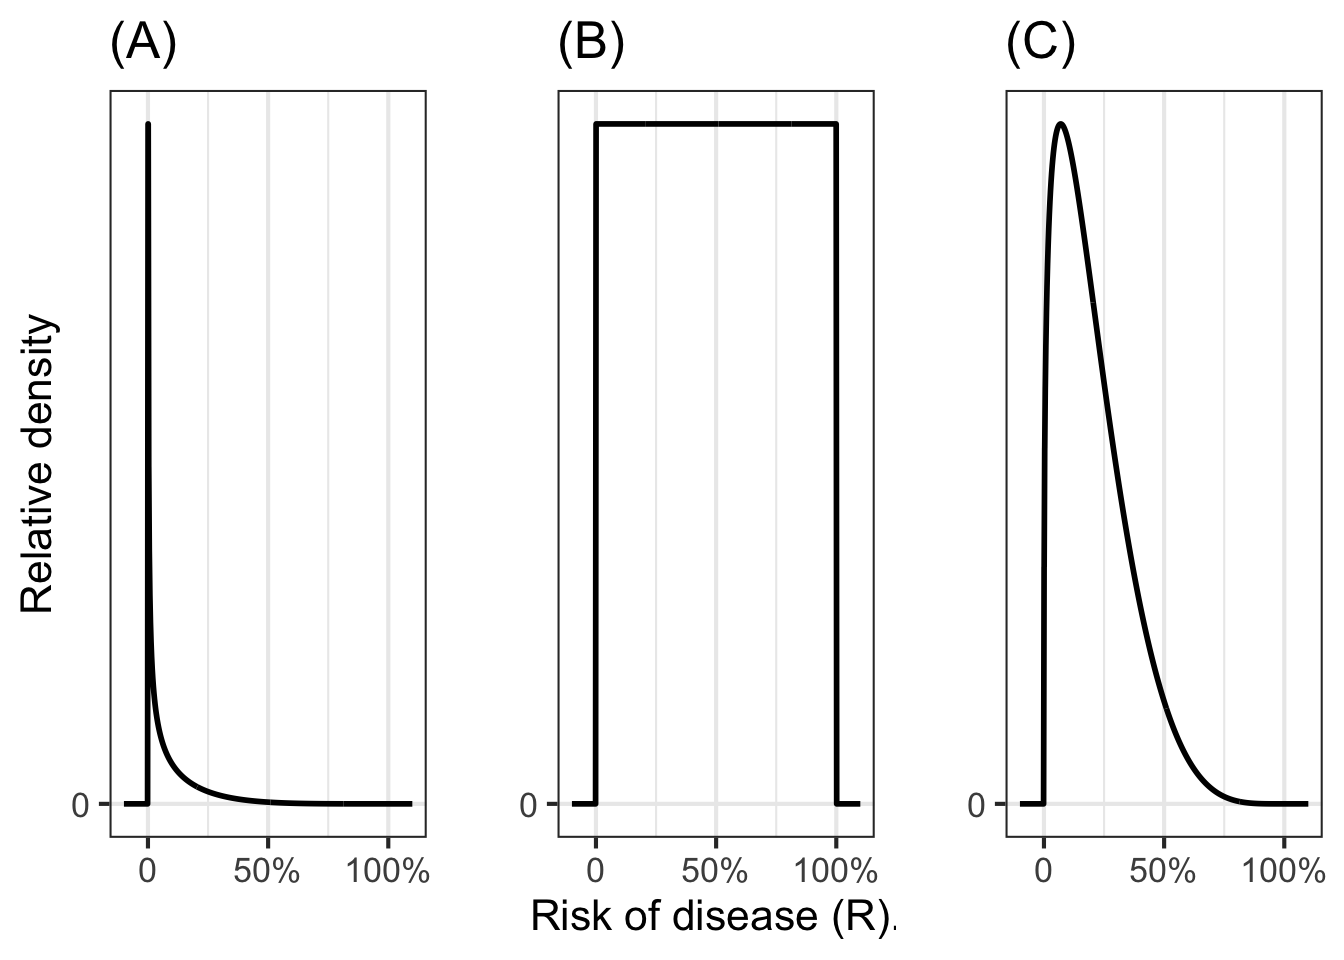 (A)
(B)
(C)
Relative density
0
0
0
0 50% 100%
0 50% 100%
0 50% 100%
Risk of disease (R).